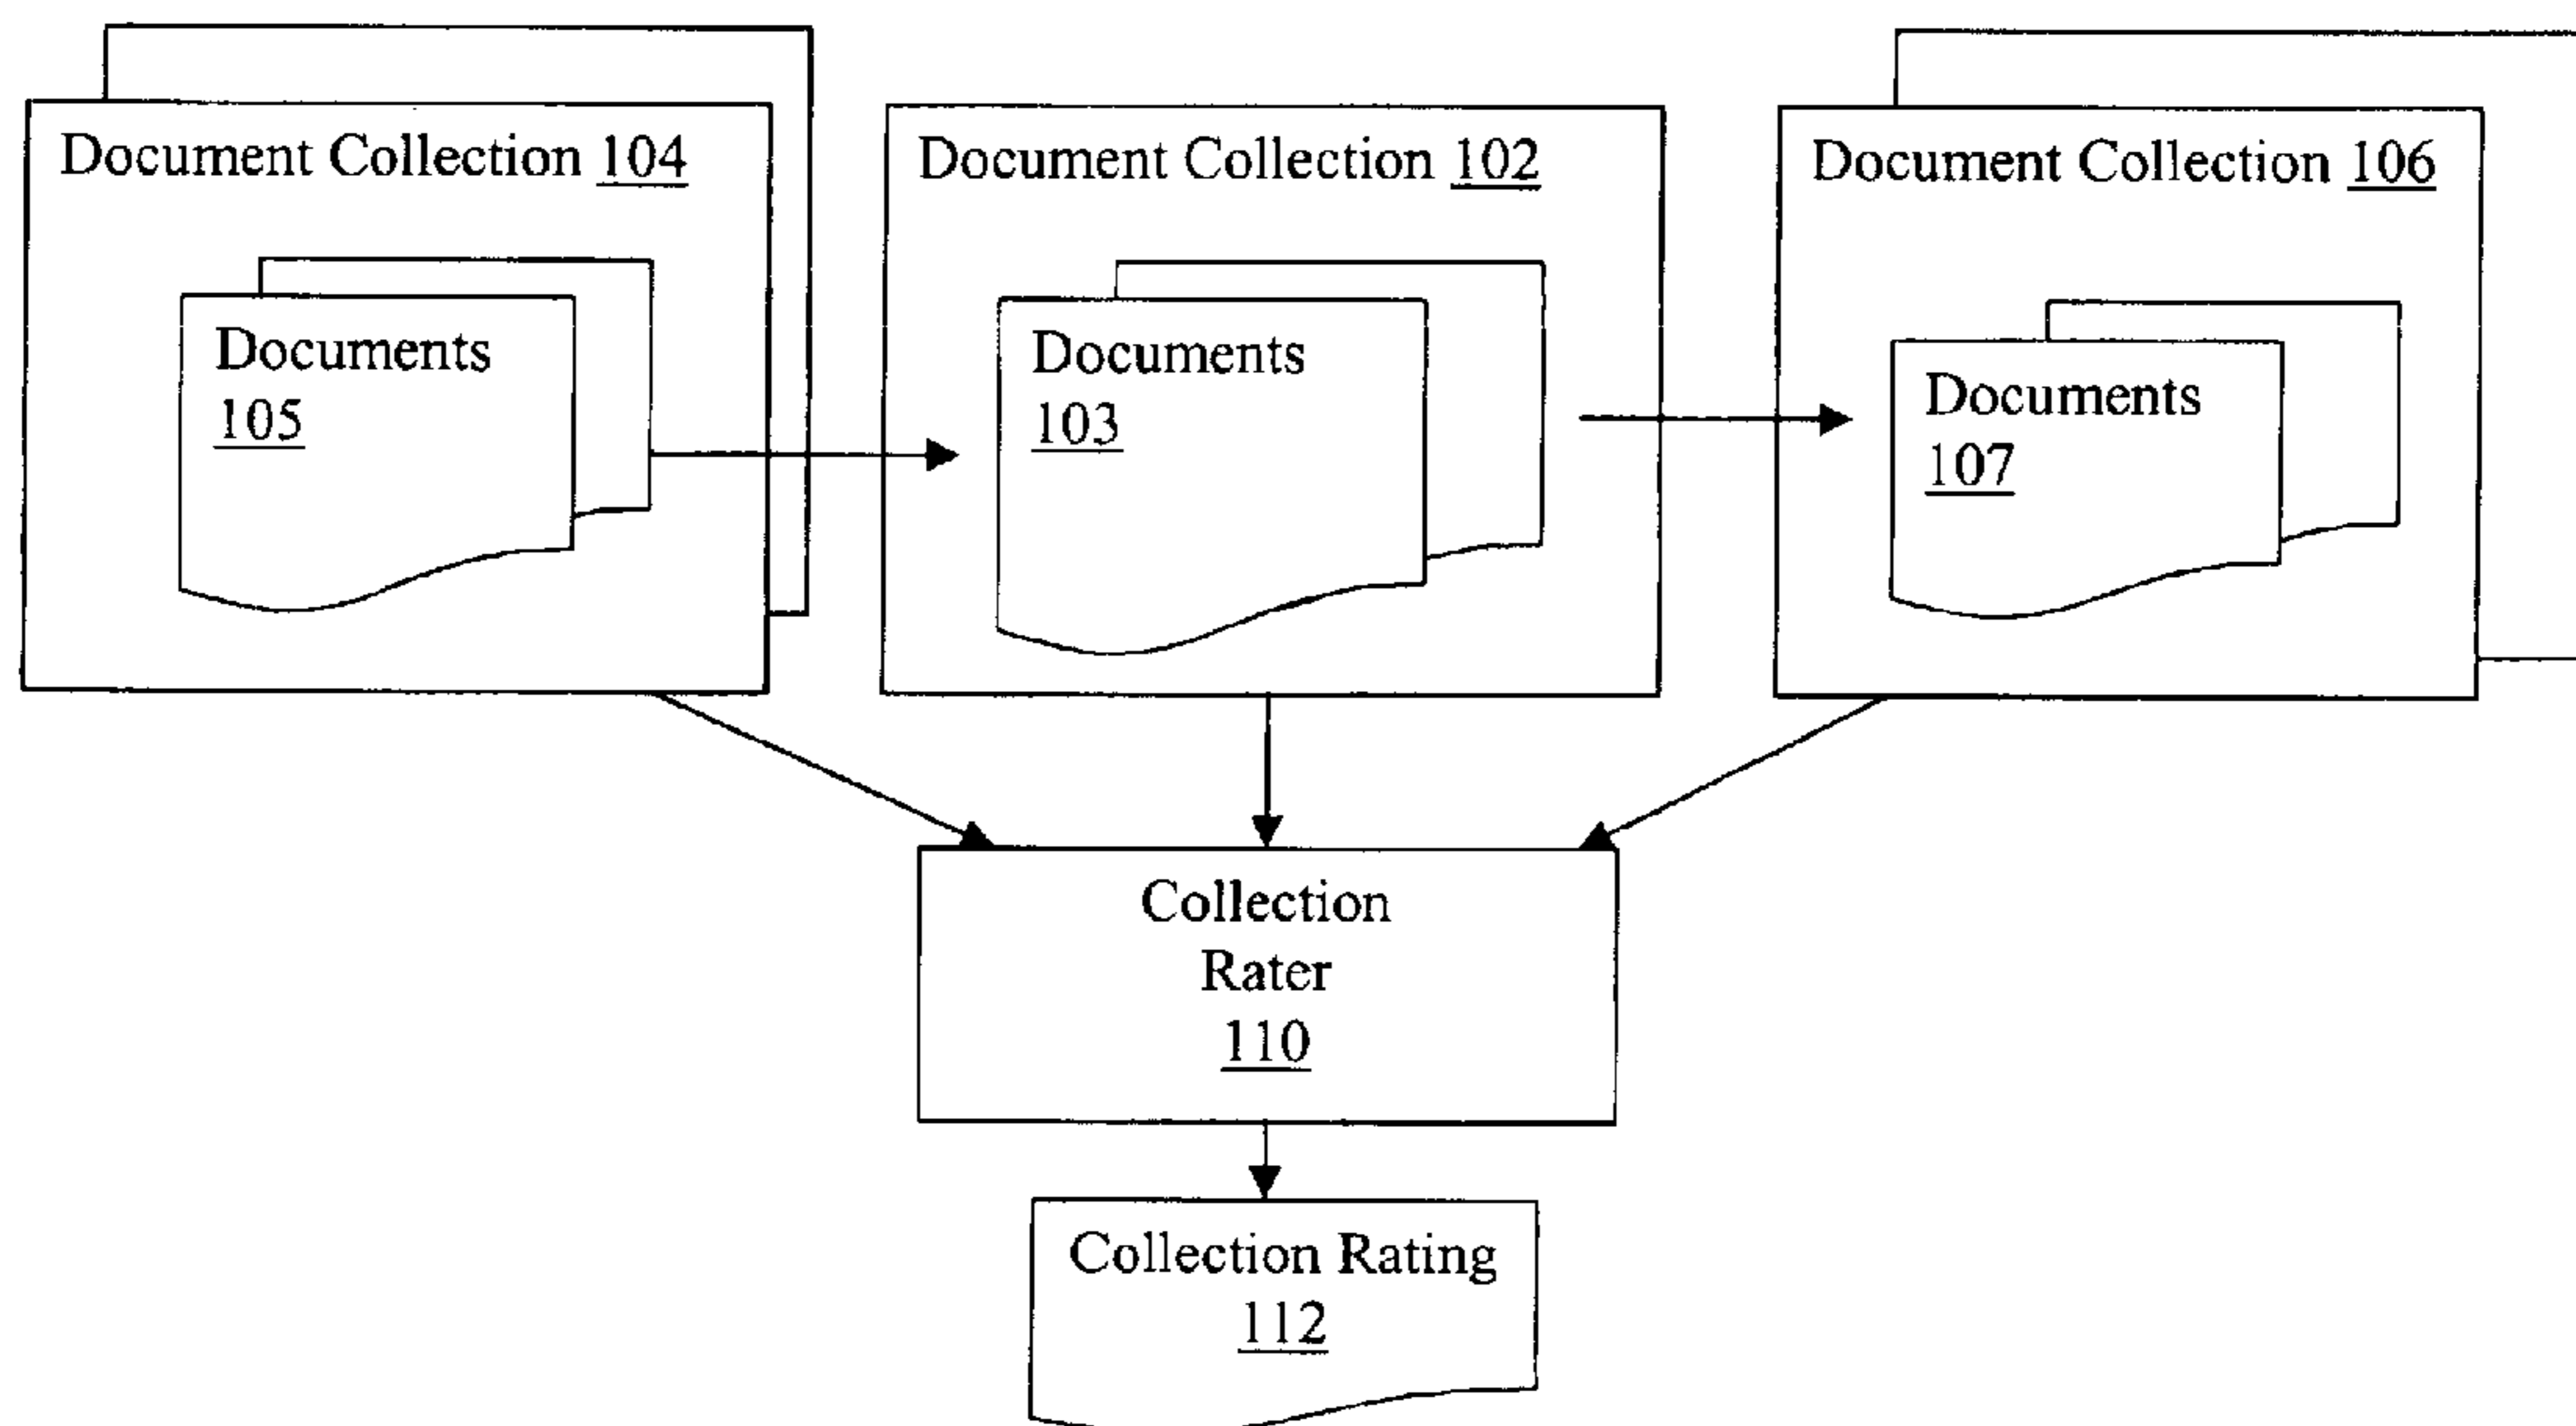 Document Collection 104
Documents
105
Document Collection 102
Documents
103
Document Collection 106
Documents
107
Collection
Rater
110
Collection Rating
112